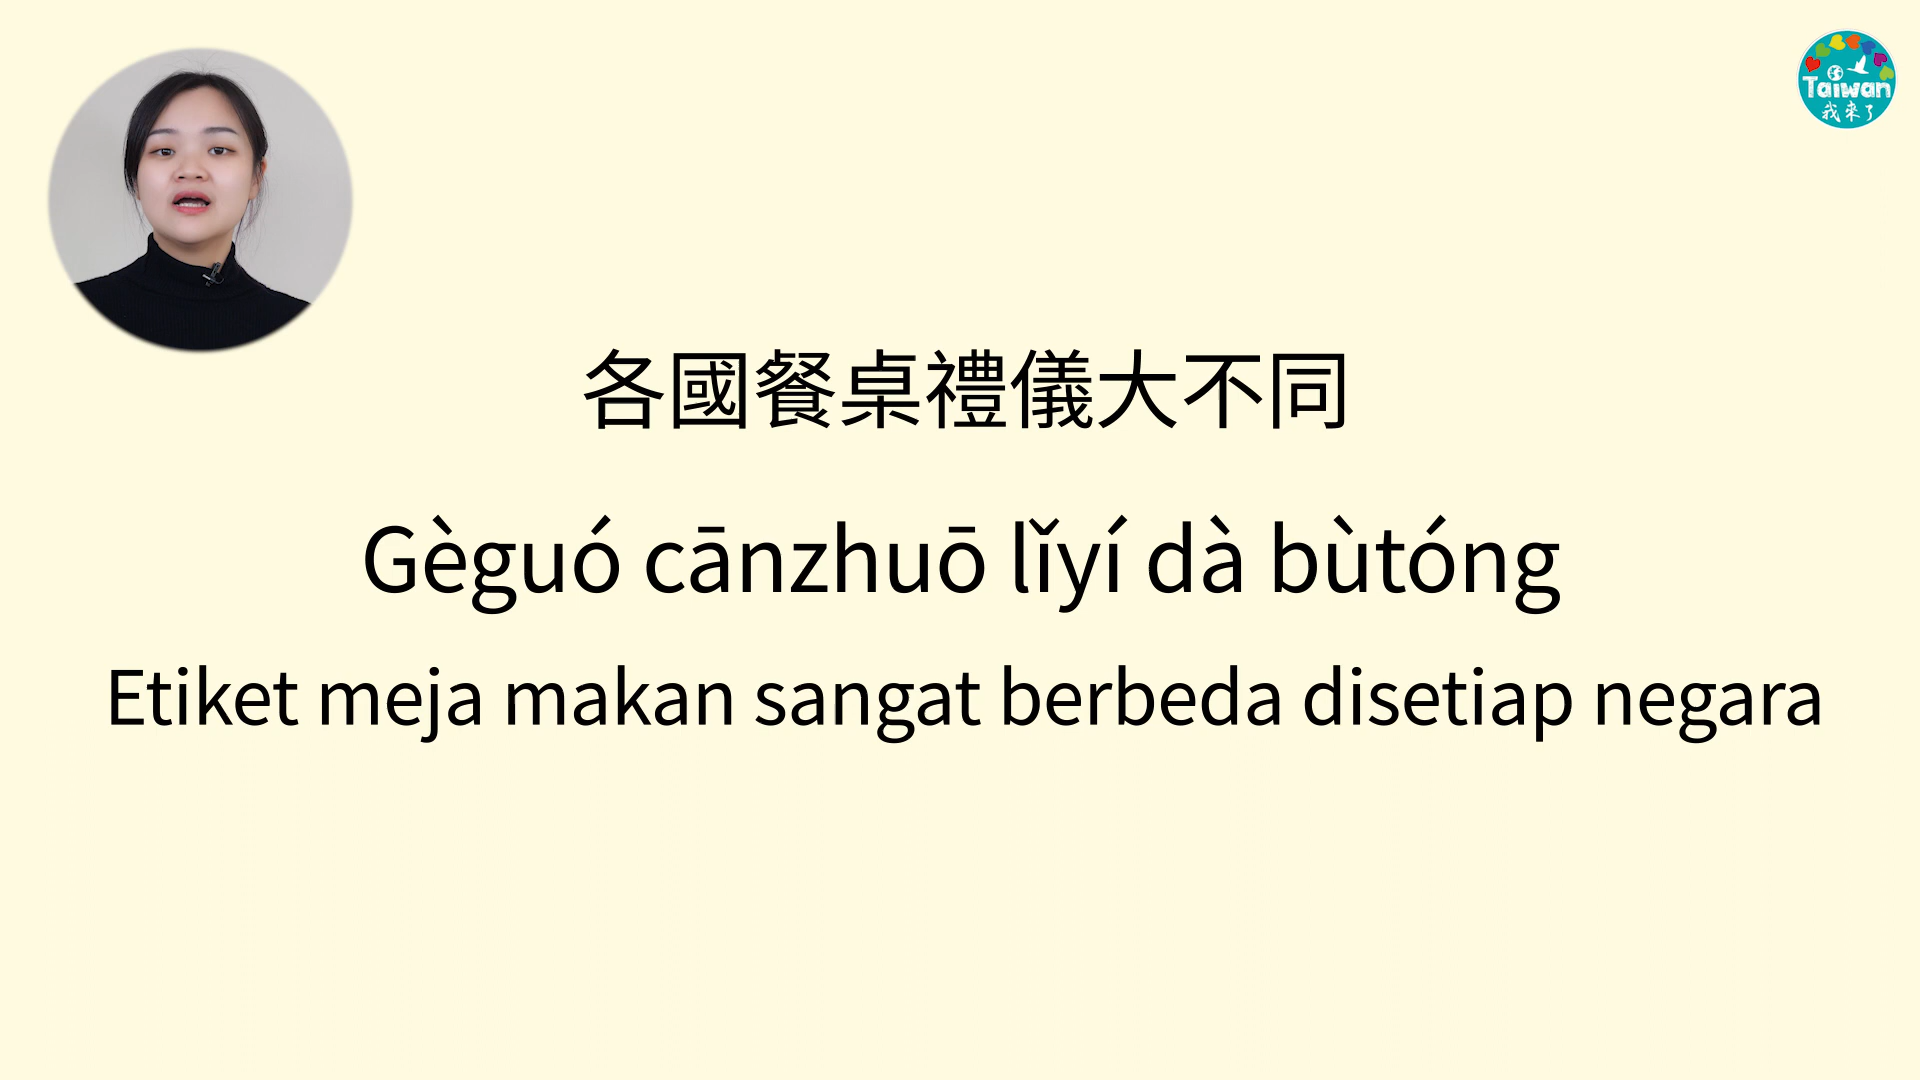 Taiwan
我來了
各國餐桌禮儀大不同
Gèguó cānzhuō lǐyí dà bùtóng
Etiket meja makan sangat berbeda disetiap negara